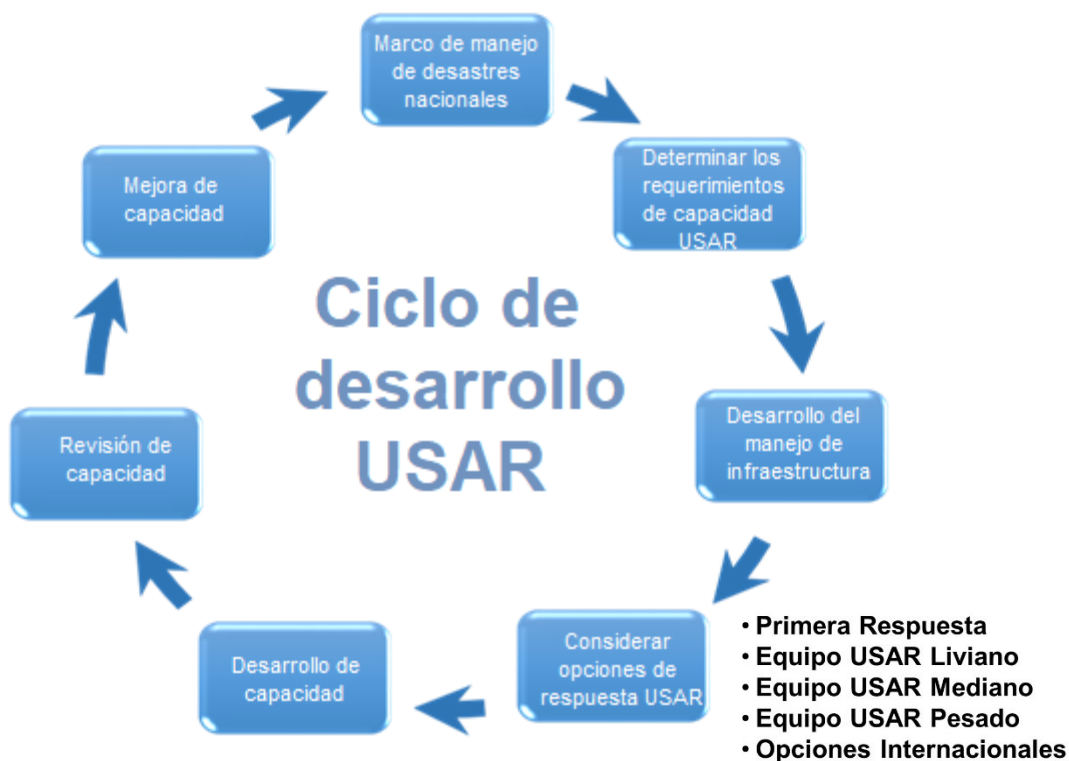 Marco de manejo
de desastres
nacionales
Determinar los
requerimientos
de capacidad
USAR
Desarrollo del
manejo de
infraestructura
Considerar
opciones de
respuesta USAR
• Primera Respuesta
• Equipo USAR Liviano
• Equipo USAR Mediano
• Equipo USAR Pesado
• Opciones Internacionales
Desarrollo de
capacidad
Revisión de
capacidad
Mejora de
capacidad
Ciclo de
desarrollo
USAR